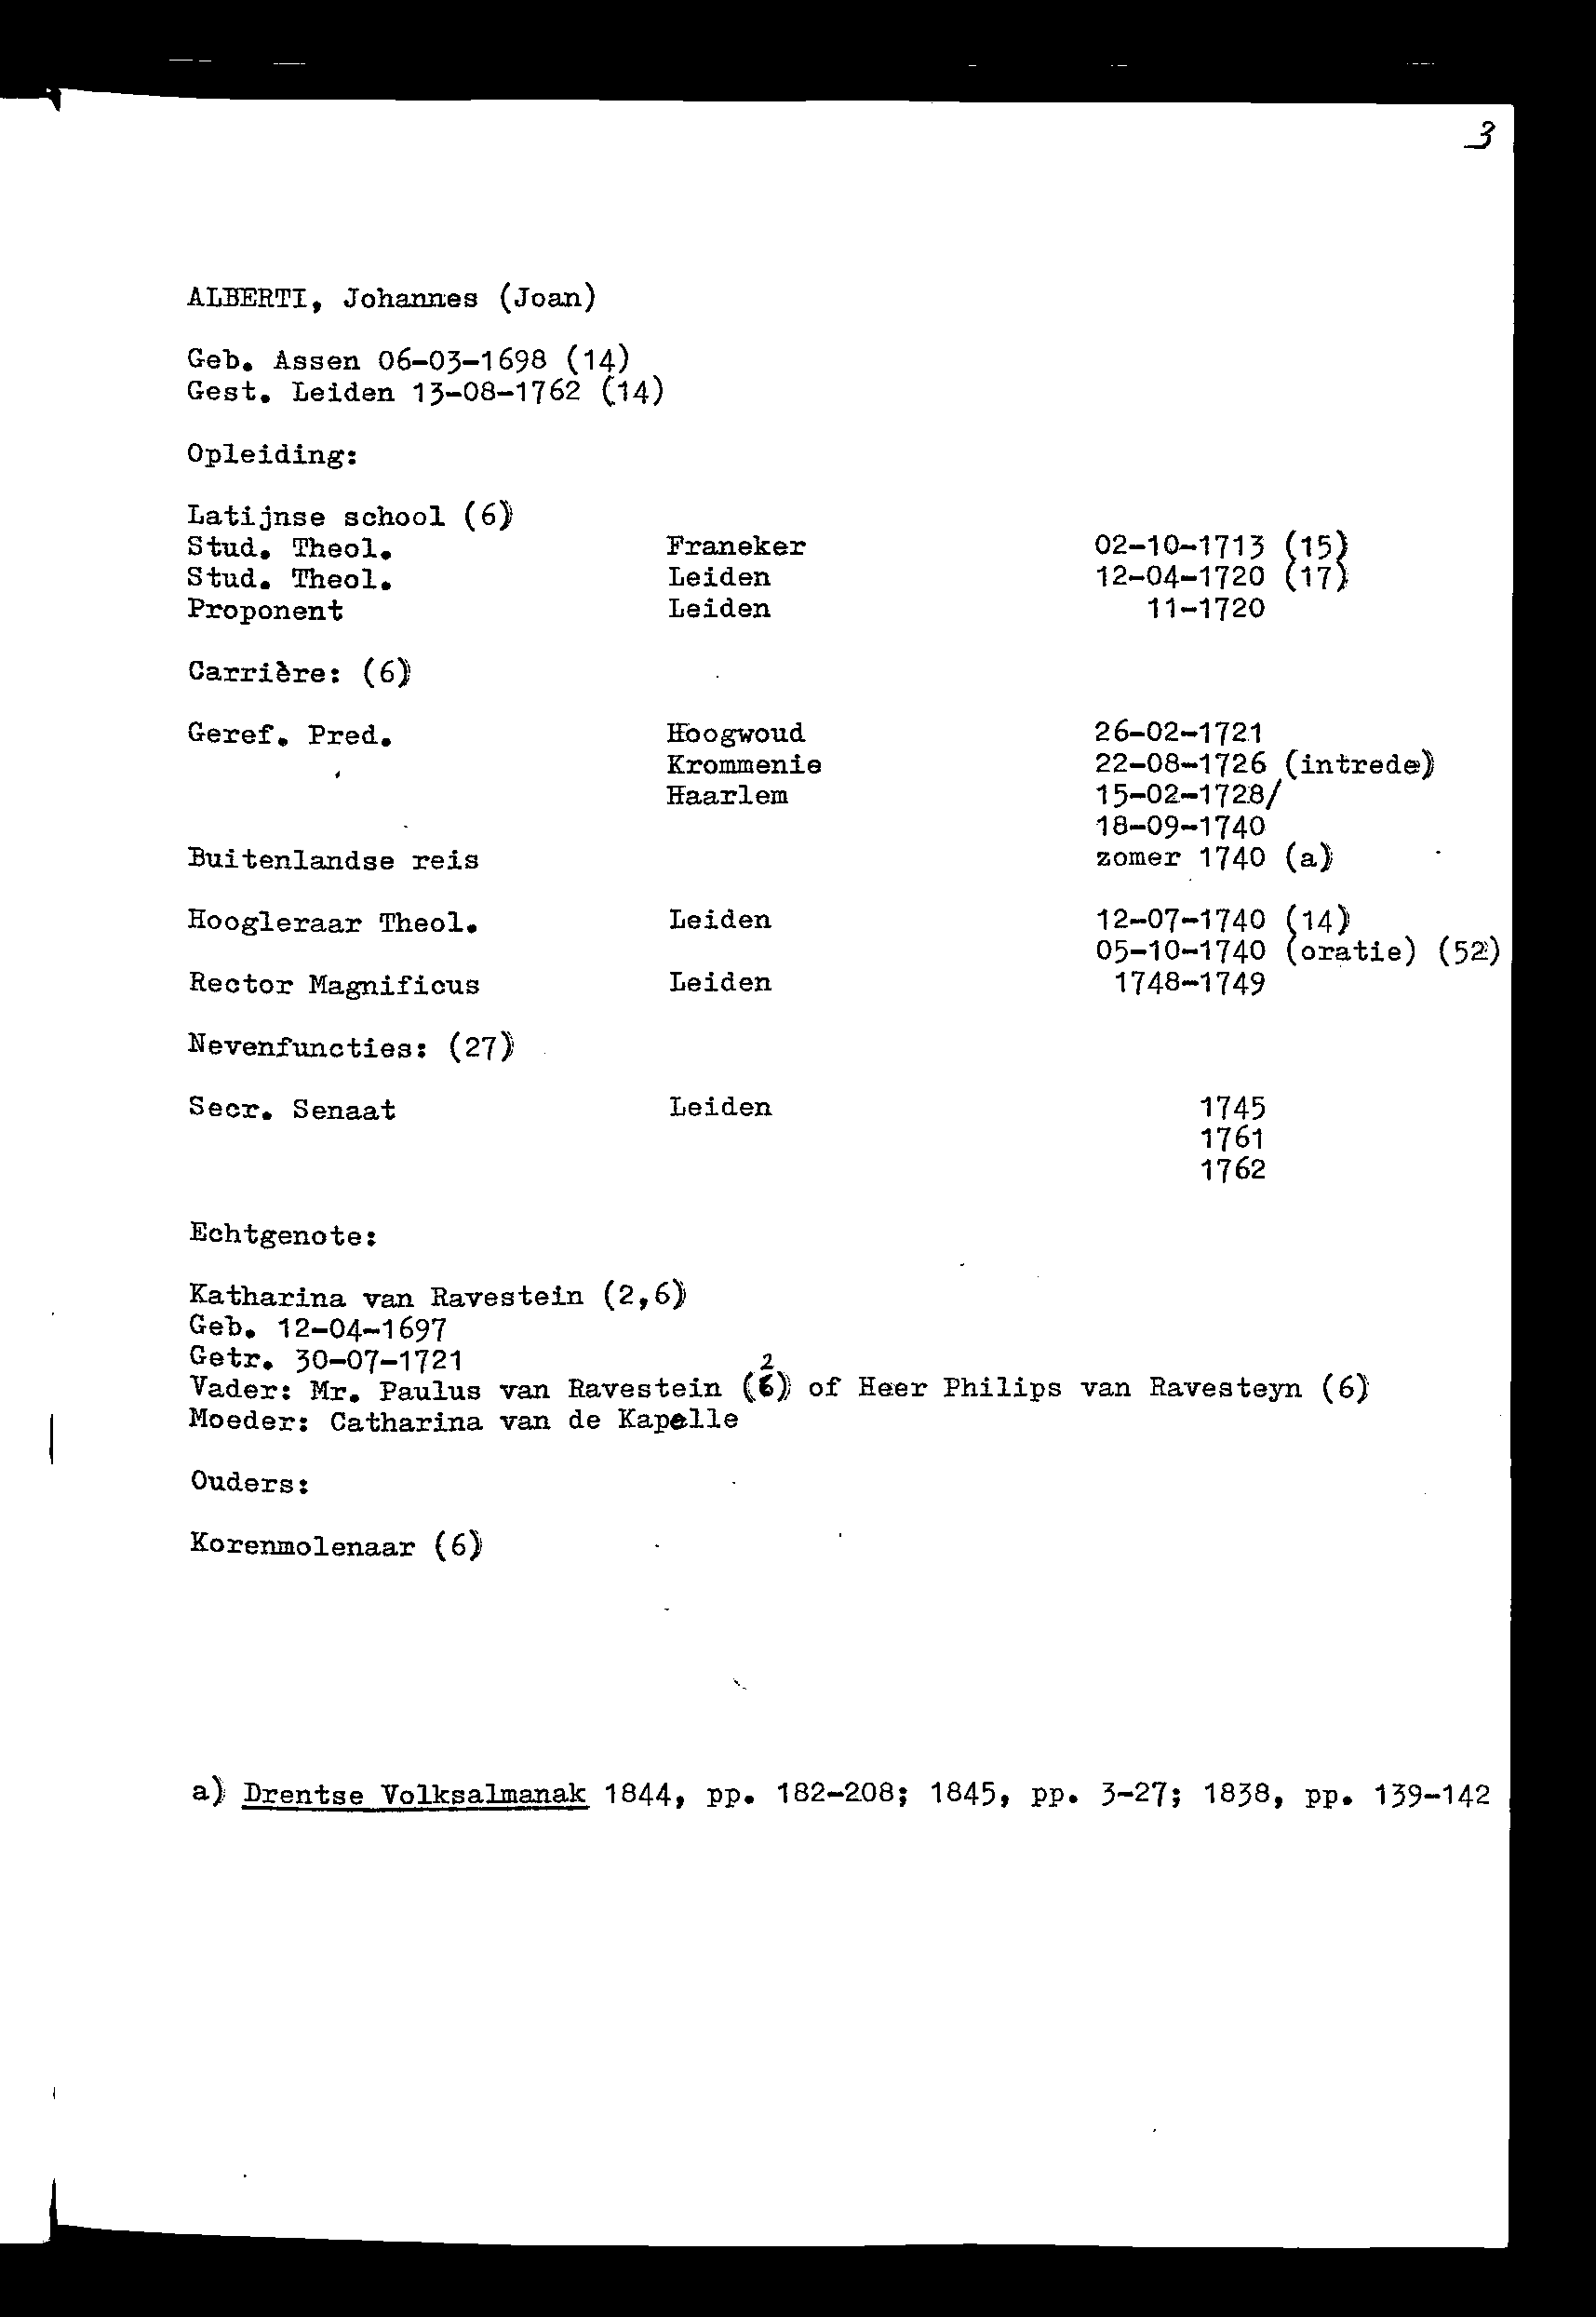 3
ALBERTI, Johannes (Joan)
Geb. Assen 06-03-1698 (14)
Gest. Leiden 13-08-1762 (14)
Opleiding:
Latijnse school (6)
Stud. Theol. Franeker 02-10-1713 (15)
Stud. Theol. Leiden 12-04-1720 (17)
Proponent Leiden 11-1720
Carrière: (6)
Geref. Pred. Hoogwoud 26-02-1721
Krommenie 22-08-1726 (intrede)
Haarlem 15-02-1728/
18-09-1740
Buitenlandse reis zomer 1740 (a)
Hoogleraar Theol. Leiden 12-07-1740 (14)
05-10-1740 (oratie) (52)
Rector Magnificus Leiden 1748-1749
Nevenfuncties: (27)
Secr. Senaat Leiden 1745
1761
1762
Echtgenote:
Katharina van Ravestein (2,6)
Geb. 12-04-1697
Getr. 30-07-1721
2
Vader: Mr. Paulus van Ravestein (6) of Heer Philips van Ravesteyn (6)
Moeder: Catharina van de Kapelle
Ouders:
Korenmolenaar (6)
a) Drentse Volksalmanak 1844, pp. 182-208; 1845, pp. 3-27; 1838, pp. 139-142